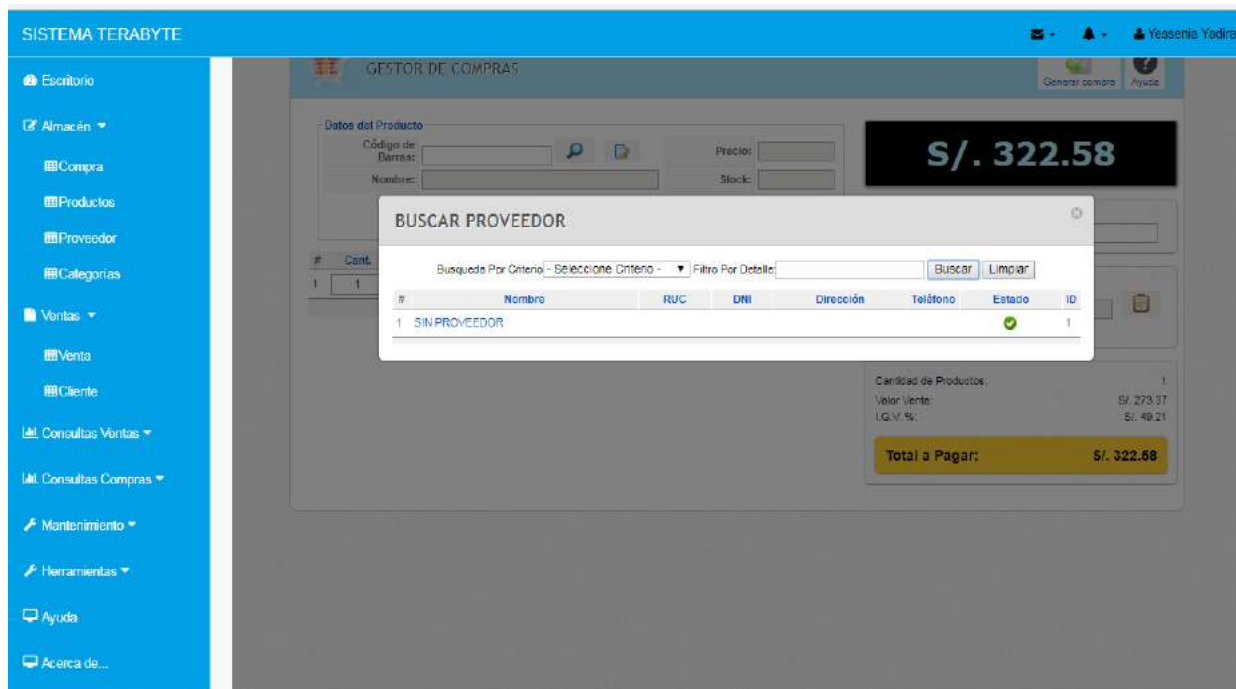 SISTEMA TERABYTE
Yessenia Yadira
Escritorio
Almacén
Compra
Productos
Proveedor
Categorias
Ventas
Venta
Cliente
Consultas Ventas
Consultas Compras
Mantenimiento
Herramientas
Ayuda
Acerca de...
GESTOR DE COMPRAS
Generar compra
Ayuda
Datos del Producto
Código de Barras:
Precio:
Nombre:
Stock:
S/. 322.58
BUSCAR PROVEEDOR
Busqueda Por Criterio - Seleccione Criterio - Filtro Por Detalle: Buscar Limpiar
# Nombre RUC DNI Dirección Teléfono Estado ID
1 SIN PROVEEDOR 1
# Cant.
1 1
Cantidad de Productos: 1
Valor Venta: S/. 273.37
I.G.V. %: S/. 49.21
Total a Pagar: S/. 322.58